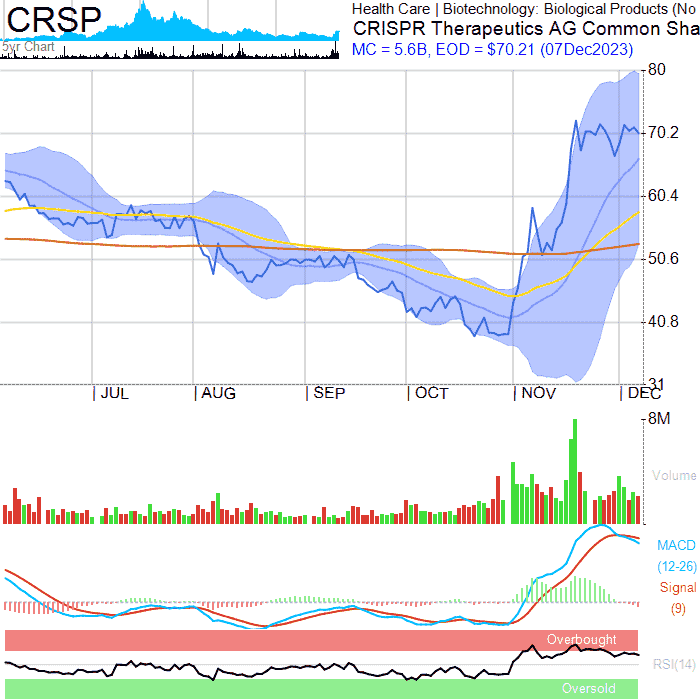 CRSP
5yr Chart
Health Care | Biotechnology: Biological Products (No
CRISPR Therapeutics AG Common Sha
MC = 5.6B, EOD = $70.21 (07Dec2023)
80
70.2
60.4
50.6
40.8
31
JUL AUG SEP OCT NOV DEC
8M
Volume
MACD
(12-26)
Signal
(9)
Overbought
RSI(14)
Oversold